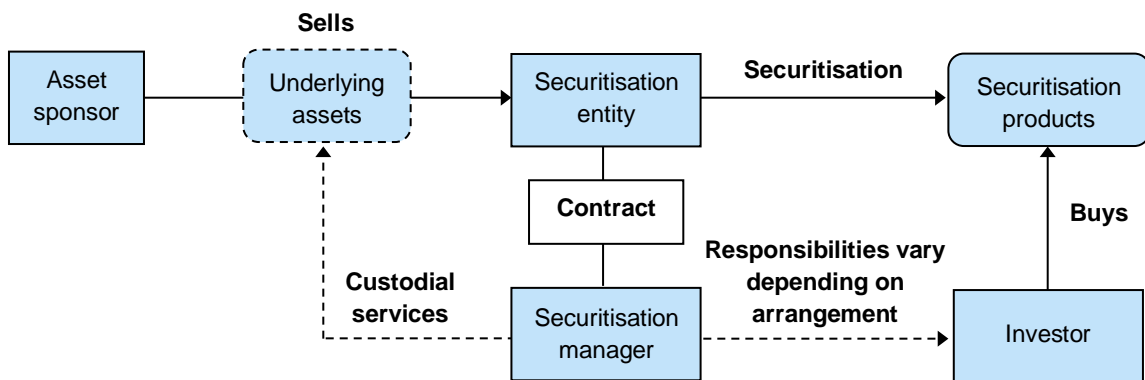 Sells
Asset
sponsor
Underlying
assets
Securitisation
entity
Securitisation
Securitisation
products
Contract
Buys
Custodial
services
Responsibilities vary
depending on
arrangement
Securitisation
manager
Investor